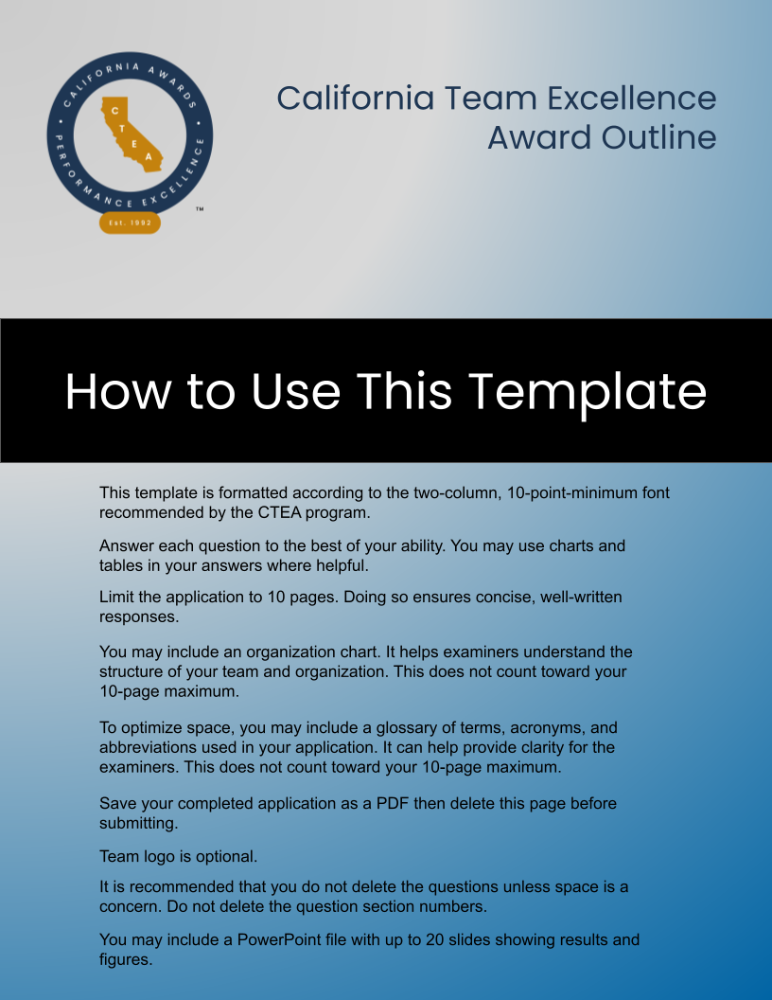 CALIFORNIA AWARDS
C
T
E
A
PERFORMANCE EXCELLENCE
Est. 1992
TM
California Team Excellence
Award Outline
How to Use This Template
This template is formatted according to the two-column, 10-point-minimum font
recommended by the CTEA program.
Answer each question to the best of your ability. You may use charts and
tables in your answers where helpful.
Limit the application to 10 pages. Doing so ensures concise, well-written
responses.
You may include an organization chart. It helps examiners understand the
structure of your team and organization. This does not count toward your
10-page maximum.
To optimize space, you may include a glossary of terms, acronyms, and
abbreviations used in your application. It can help provide clarity for the
examiners. This does not count toward your 10-page maximum.
Save your completed application as a PDF then delete this page before
submitting.
Team logo is optional.
It is recommended that you do not delete the questions unless space is a
concern. Do not delete the question section numbers.
You may include a PowerPoint file with up to 20 slides showing results and
figures.